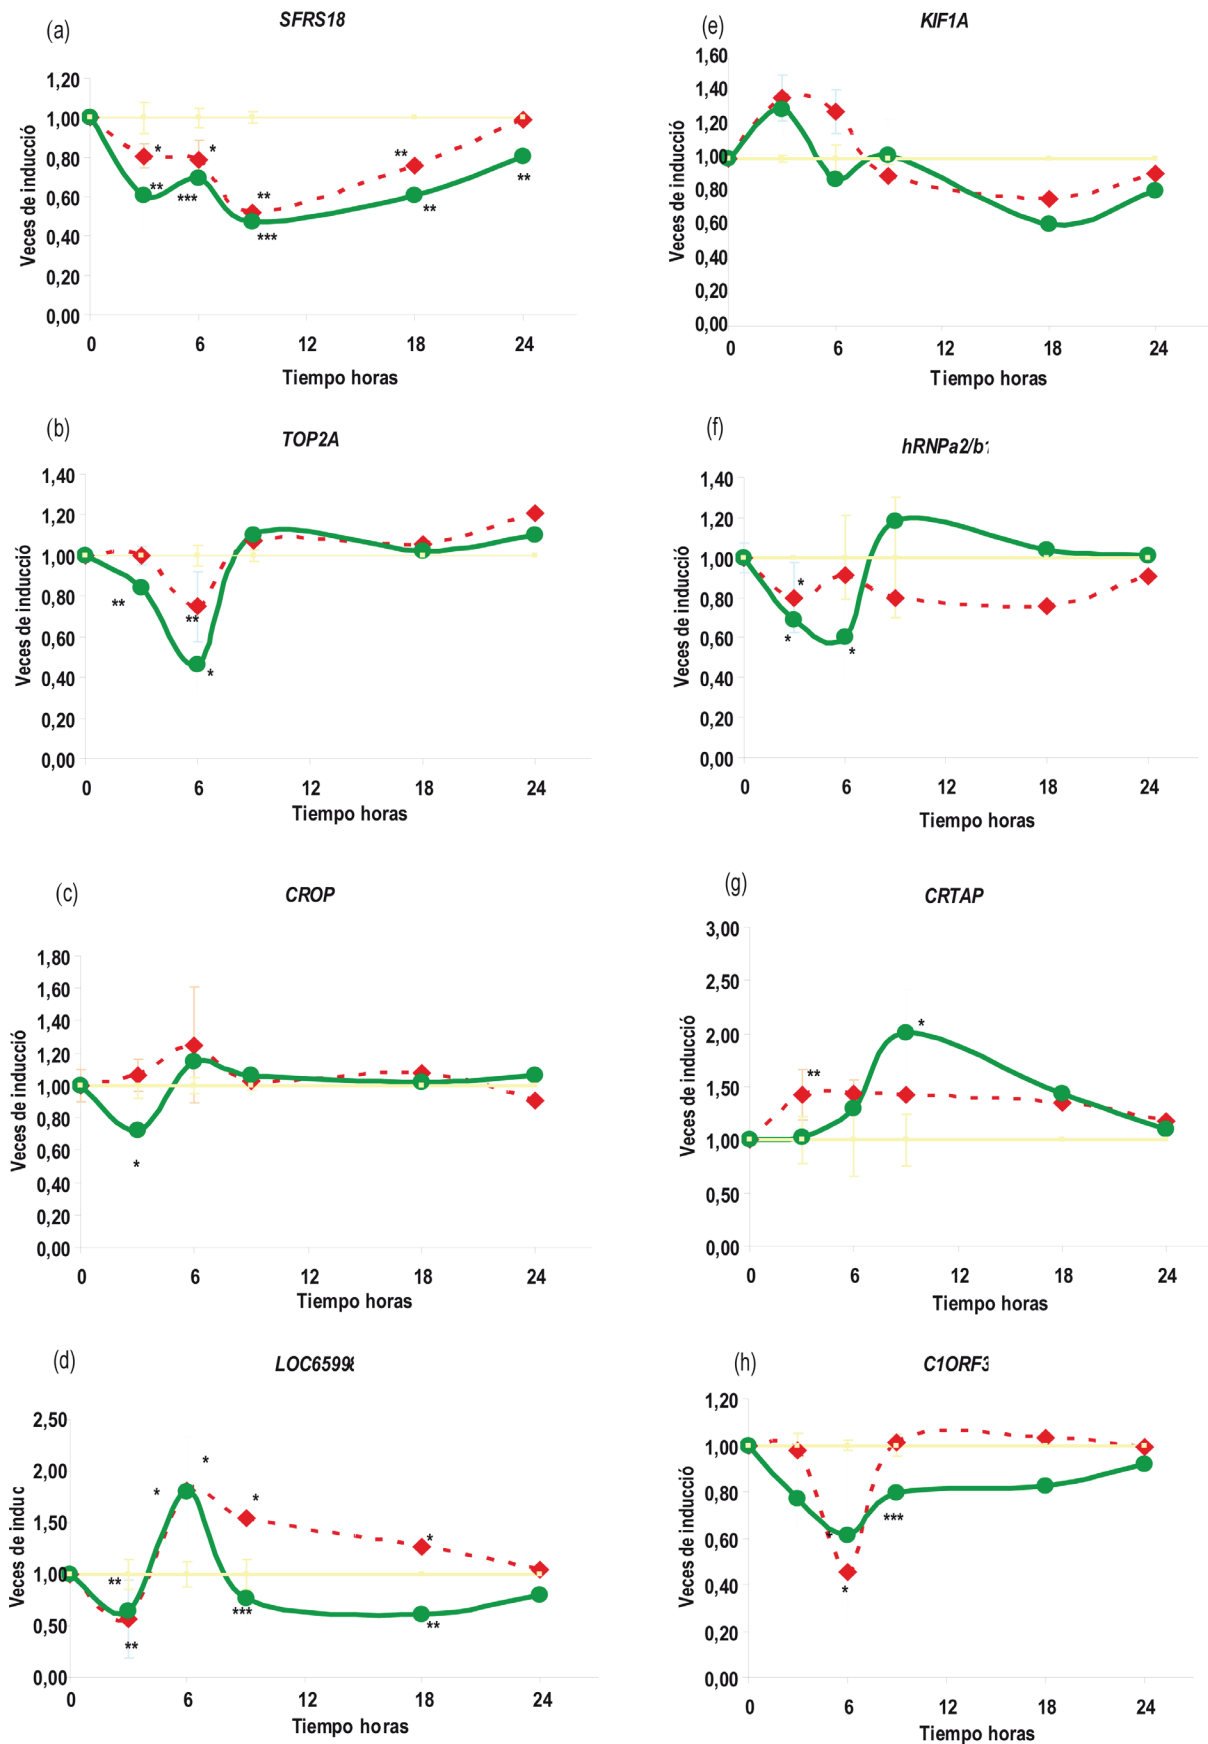 (a)
SFRS18
1,20
1,00
0,80
0,60
0,40
0,20
0,00
Veces de inducció
* * ** *** ** *** ** ** **
0 6 12 18 24
Tiempo horas
(e)
KIF1A
1,60
1,40
1,20
1,00
0,80
0,60
0,40
0,20
0,00
Veces de inducció
0 6 12 18 24
Tiempo horas
(b)
TOP2A
1,40
1,20
1,00
0,80
0,60
0,40
0,20
0,00
Veces de inducció
** ** *
0 6 12 18 24
Tiempo horas
(f)
hRNPa2/b1
1,40
1,20
1,00
0,80
0,60
0,40
0,20
0,00
Veces de inducció
* * *
0 6 12 18 24
Tiempo horas
(c)
CROP
1,80
1,60
1,40
1,20
1,00
0,80
0,60
0,40
0,20
0,00
Veces de inducció
*
0 6 12 18 24
Tiempo horas
(g)
CRTAP
3,00
2,50
2,00
1,50
1,00
0,50
0,00
Veces de inducció
** *
0 6 12 18 24
Tiempo horas
(d)
LOC65998
2,50
2,00
1,50
1,00
0,50
0,00
Veces de induc
** ** * * * *** * **
0 6 12 18 24
Tiempo horas
(h)
C1ORF3
1,20
1,00
0,80
0,60
0,40
0,20
0,00
Veces de inducció
* * ***
0 6 12 18 24
Tiempo horas